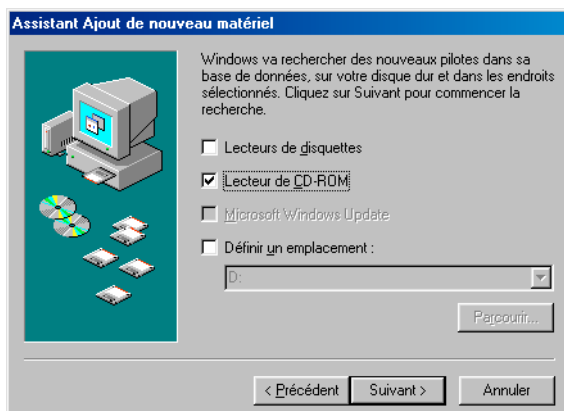 Assistant Ajout de nouveau matériel
Windows va rechercher des nouveaux pilotes dans sa
base de données, sur votre disque dur et dans les endroits
sélectionnés. Cliquez sur Suivant pour commencer la
recherche.
Lecteurs de disquettes
Lecteur de CD-ROM
Microsoft Windows Update
Définir un emplacement :
D:
Parcourir...
< Précédent Suivant > Annuler